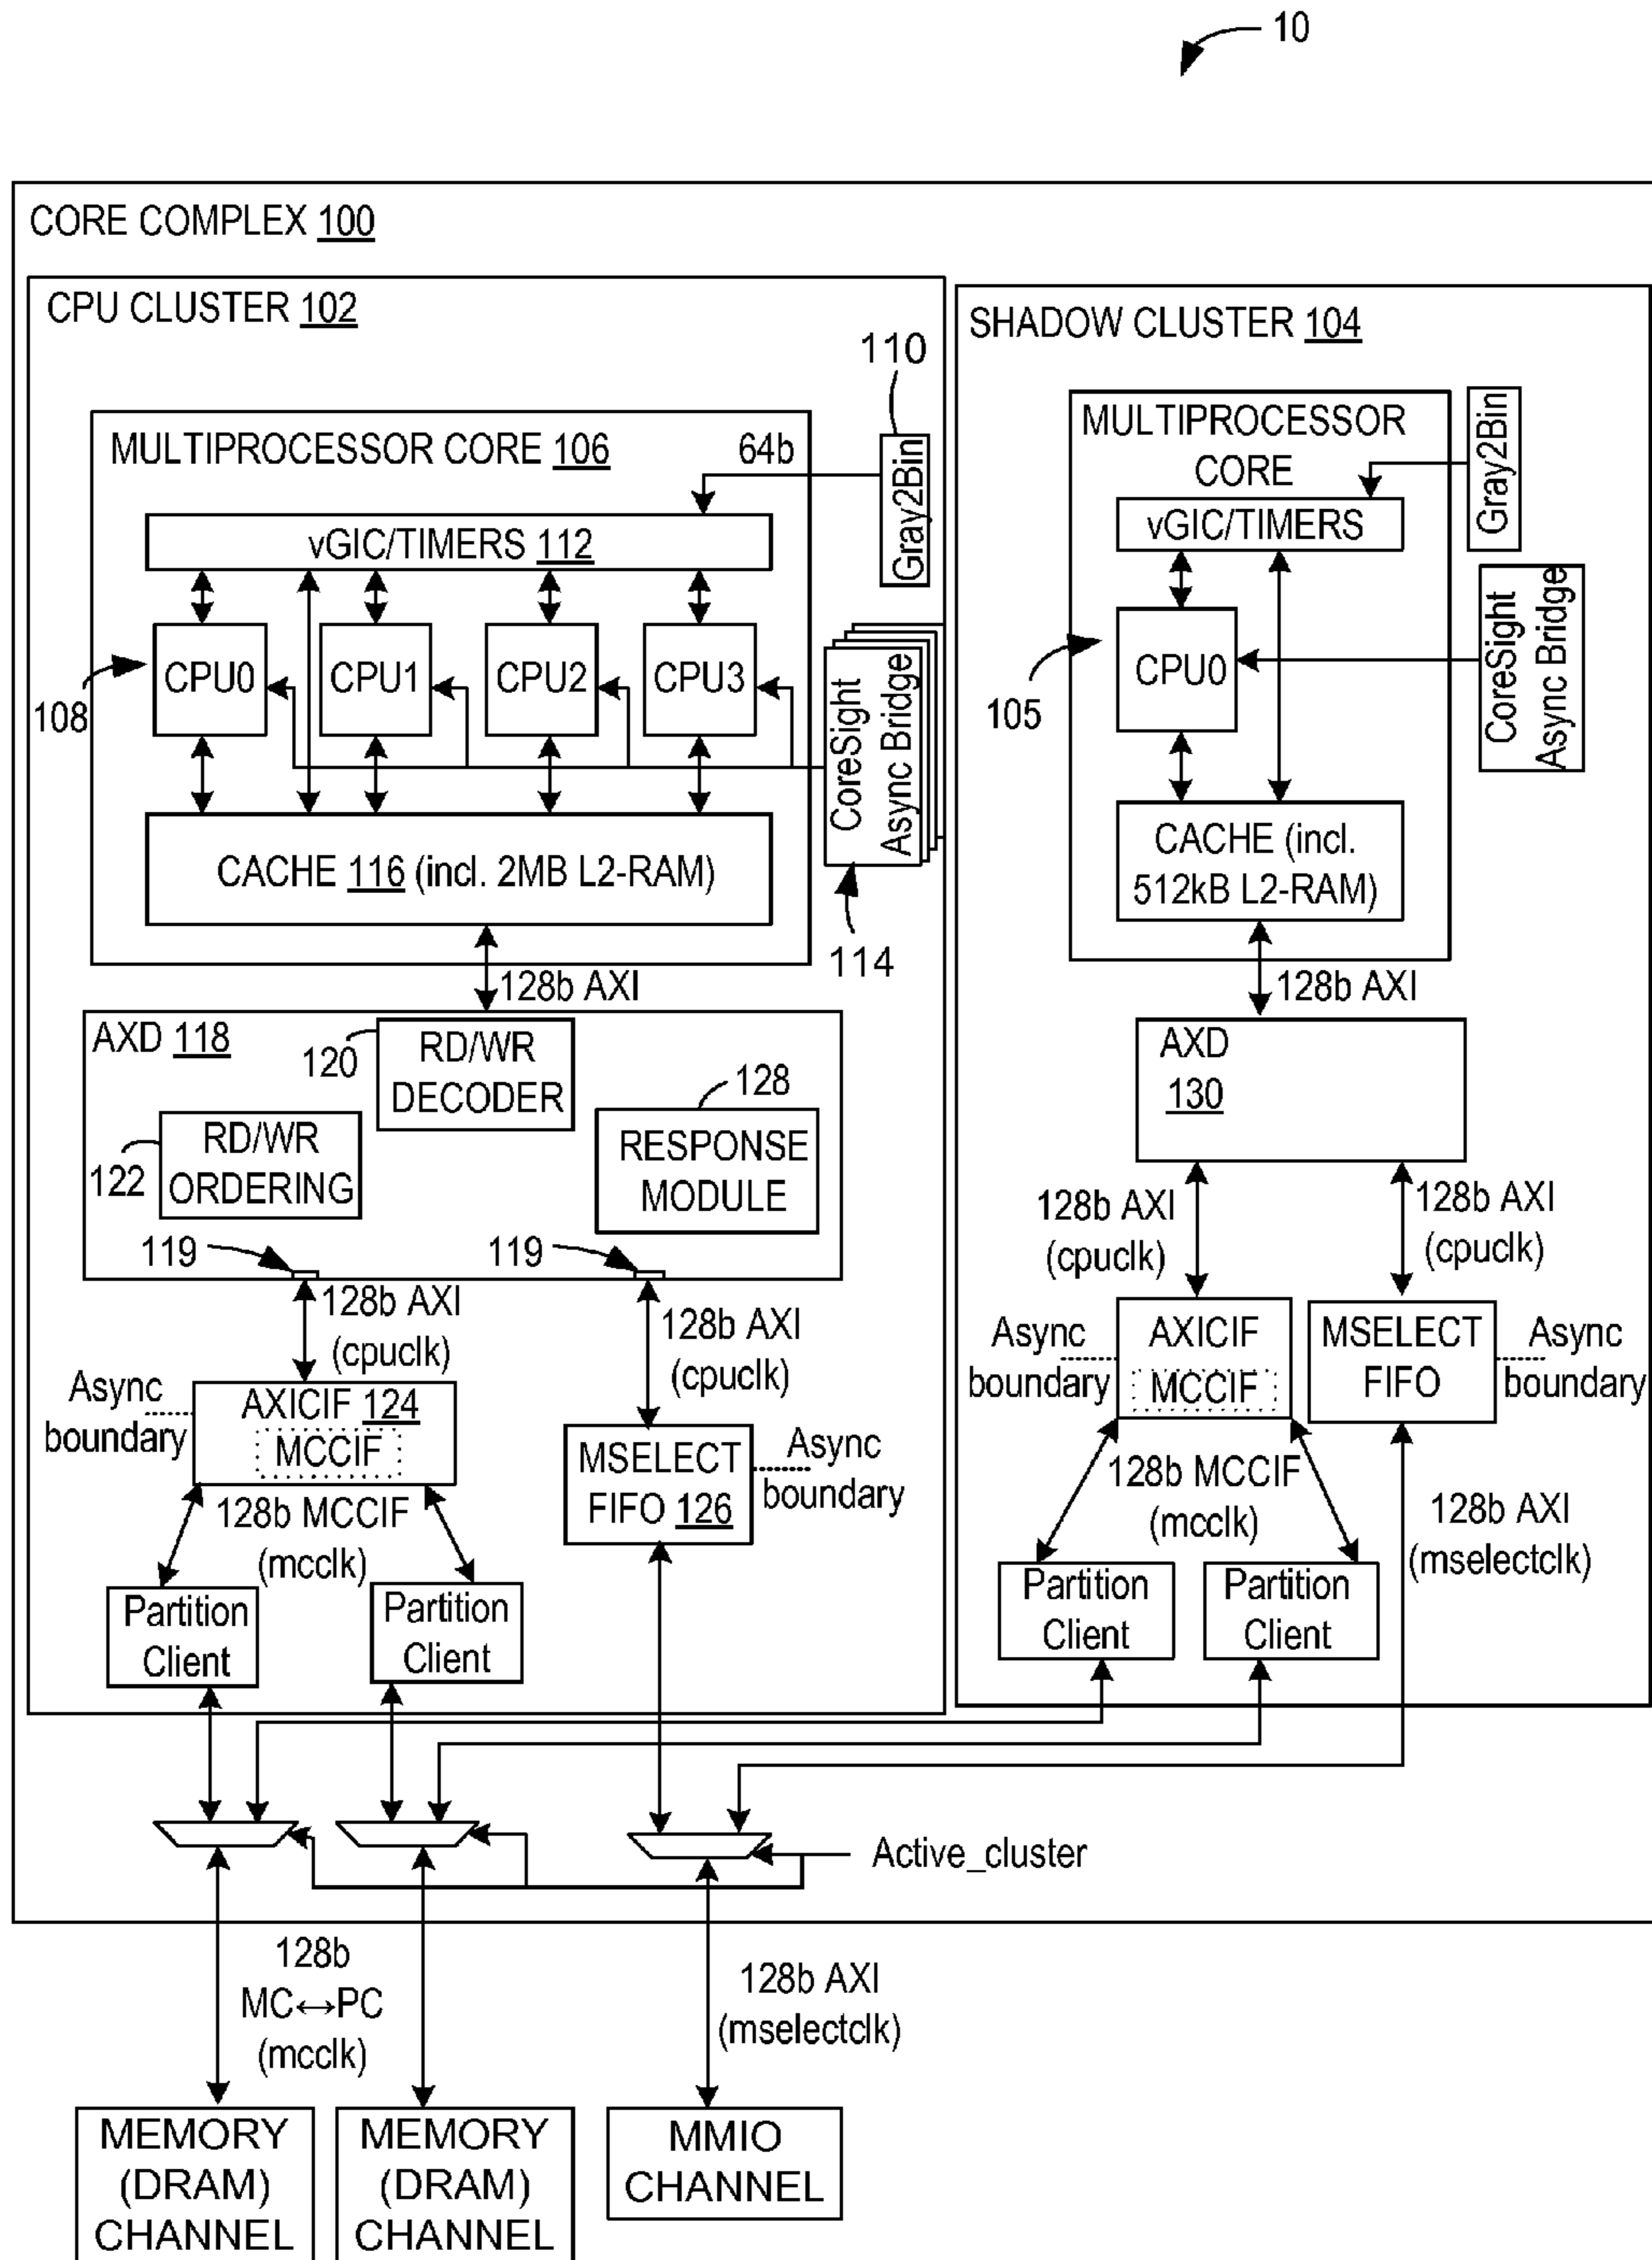 10
CORE COMPLEX 100
CPU CLUSTER 102
110
MULTIPROCESSOR CORE 106
64b
Gray2Bin
vGIC/TIMERS 112
CPU0
CPU1
CPU2
CPU3
108
CoreSight
Async Bridge
CACHE 116 (incl. 2MB L2-RAM)
114
128b AXI
AXD 118
120
RD/WR
DECODER
128
122
RD/WR
ORDERING
RESPONSE
MODULE
119
119
128b AXI
(cpuclk)
128b AXI
(cpuclk)
Async
boundary
AXICIF 124
MCCIF
MSELECT
FIFO 126
Async
boundary
128b MCCIF
(mcclk)
Partition
Client
Partition
Client
SHADOW CLUSTER 104
MULTIPROCESSOR
CORE
Gray2Bin
vGIC/TIMERS
CPU0
105
CoreSight
Async Bridge
CACHE (incl.
512kB L2-RAM)
128b AXI
AXD
130
128b AXI
(cpuclk)
128b AXI
(cpuclk)
Async
boundary
AXICIF
MCCIF
MSELECT
FIFO
Async
boundary
128b MCCIF
(mcclk)
128b AXI
(mselectclk)
Partition
Client
Partition
Client
Active_cluster
128b
MC↔PC
(mcclk)
128b AXI
(mselectclk)
MEMORY
(DRAM)
CHANNEL
MEMORY
(DRAM)
CHANNEL
MMIO
CHANNEL